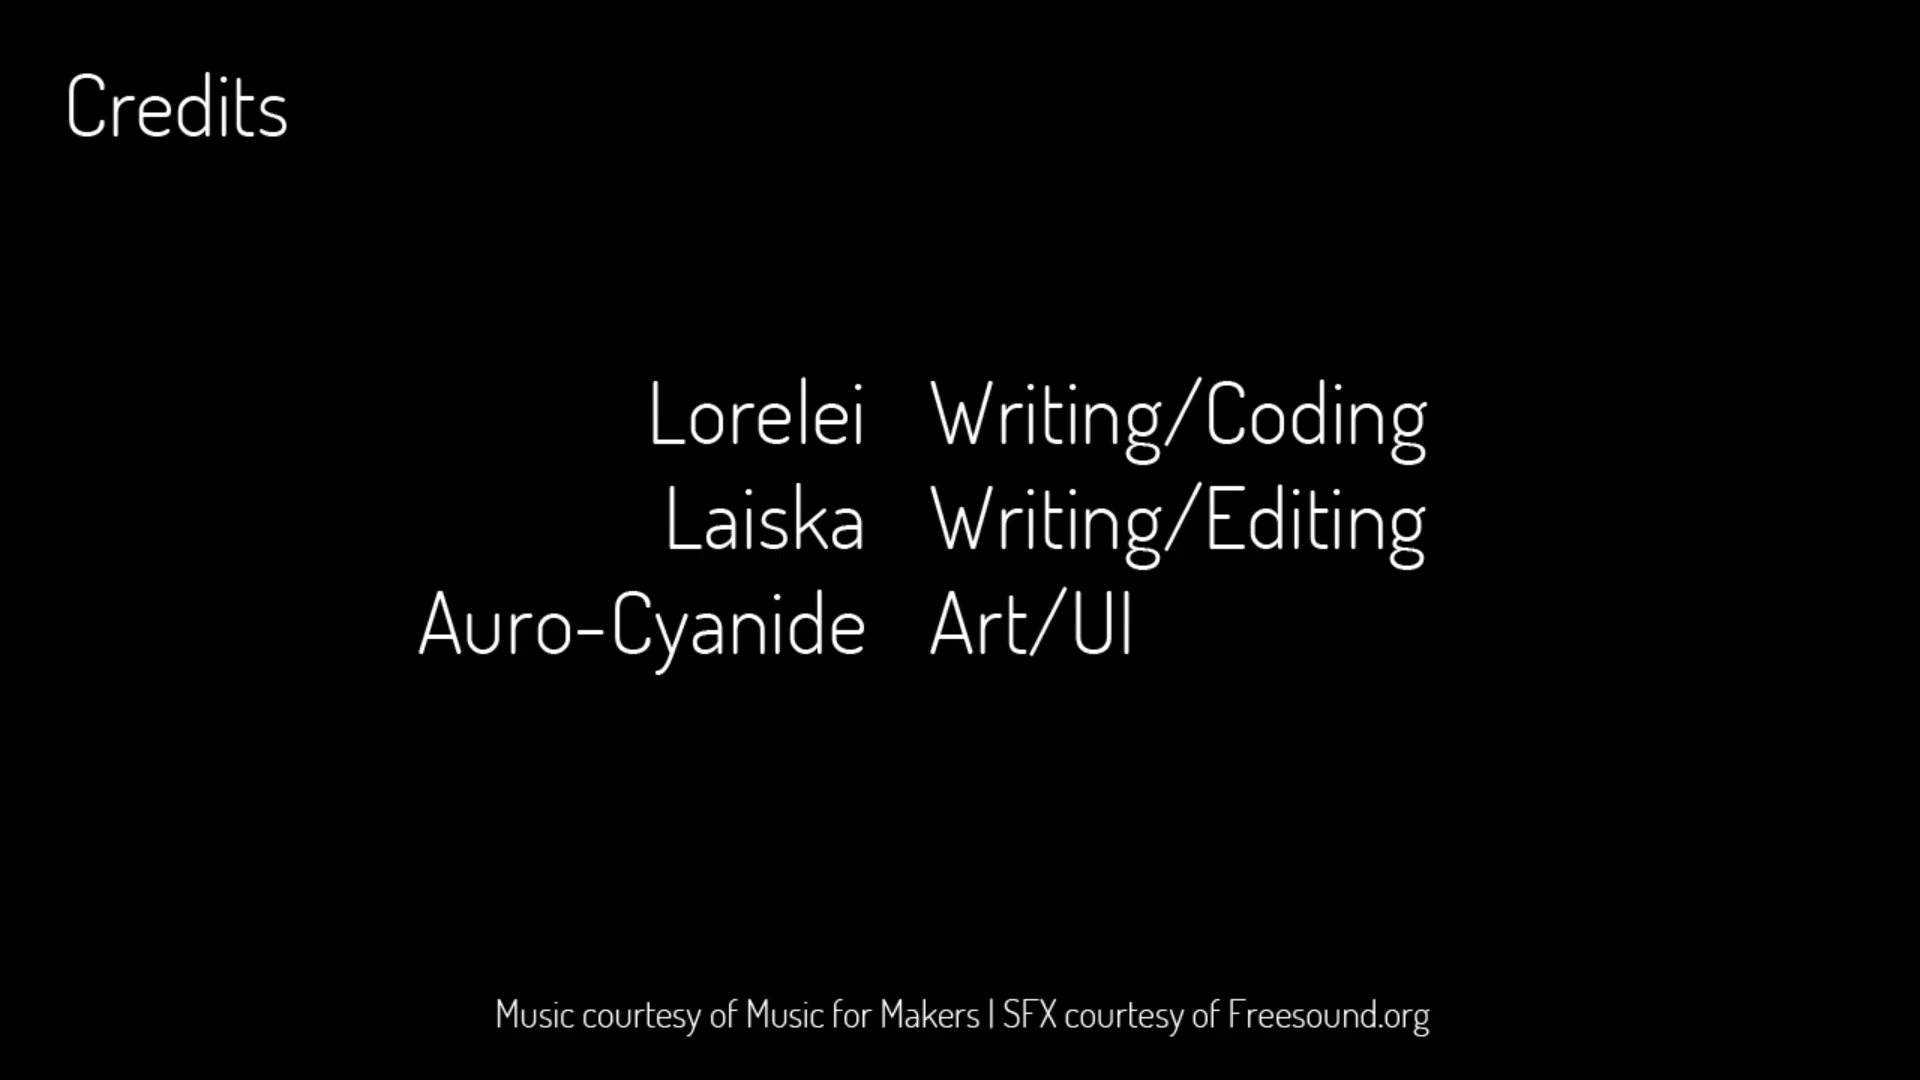 Credits
Lorelei Writing/Coding
Laiska Writing/Editing
Auro-Cyanide Art/UI
Music courtesy of Music for Makers | SFX courtesy of Freesound.org